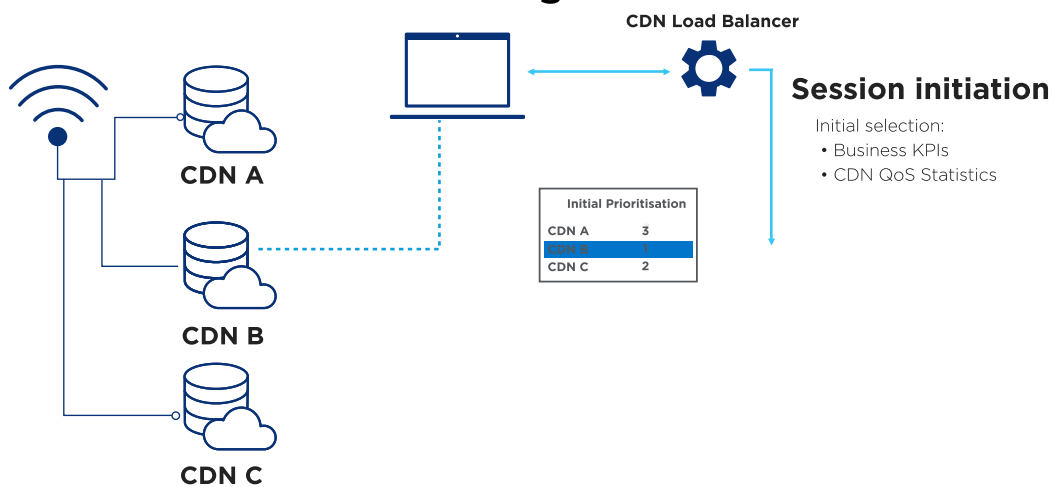 CDN Load Balancer
Session initiation
Initial selection:
• Business KPIs
• CDN QoS Statistics
CDN A
Initial Prioritisation
CDN A 3
CDN B 1
CDN C 2
CDN B
CDN C